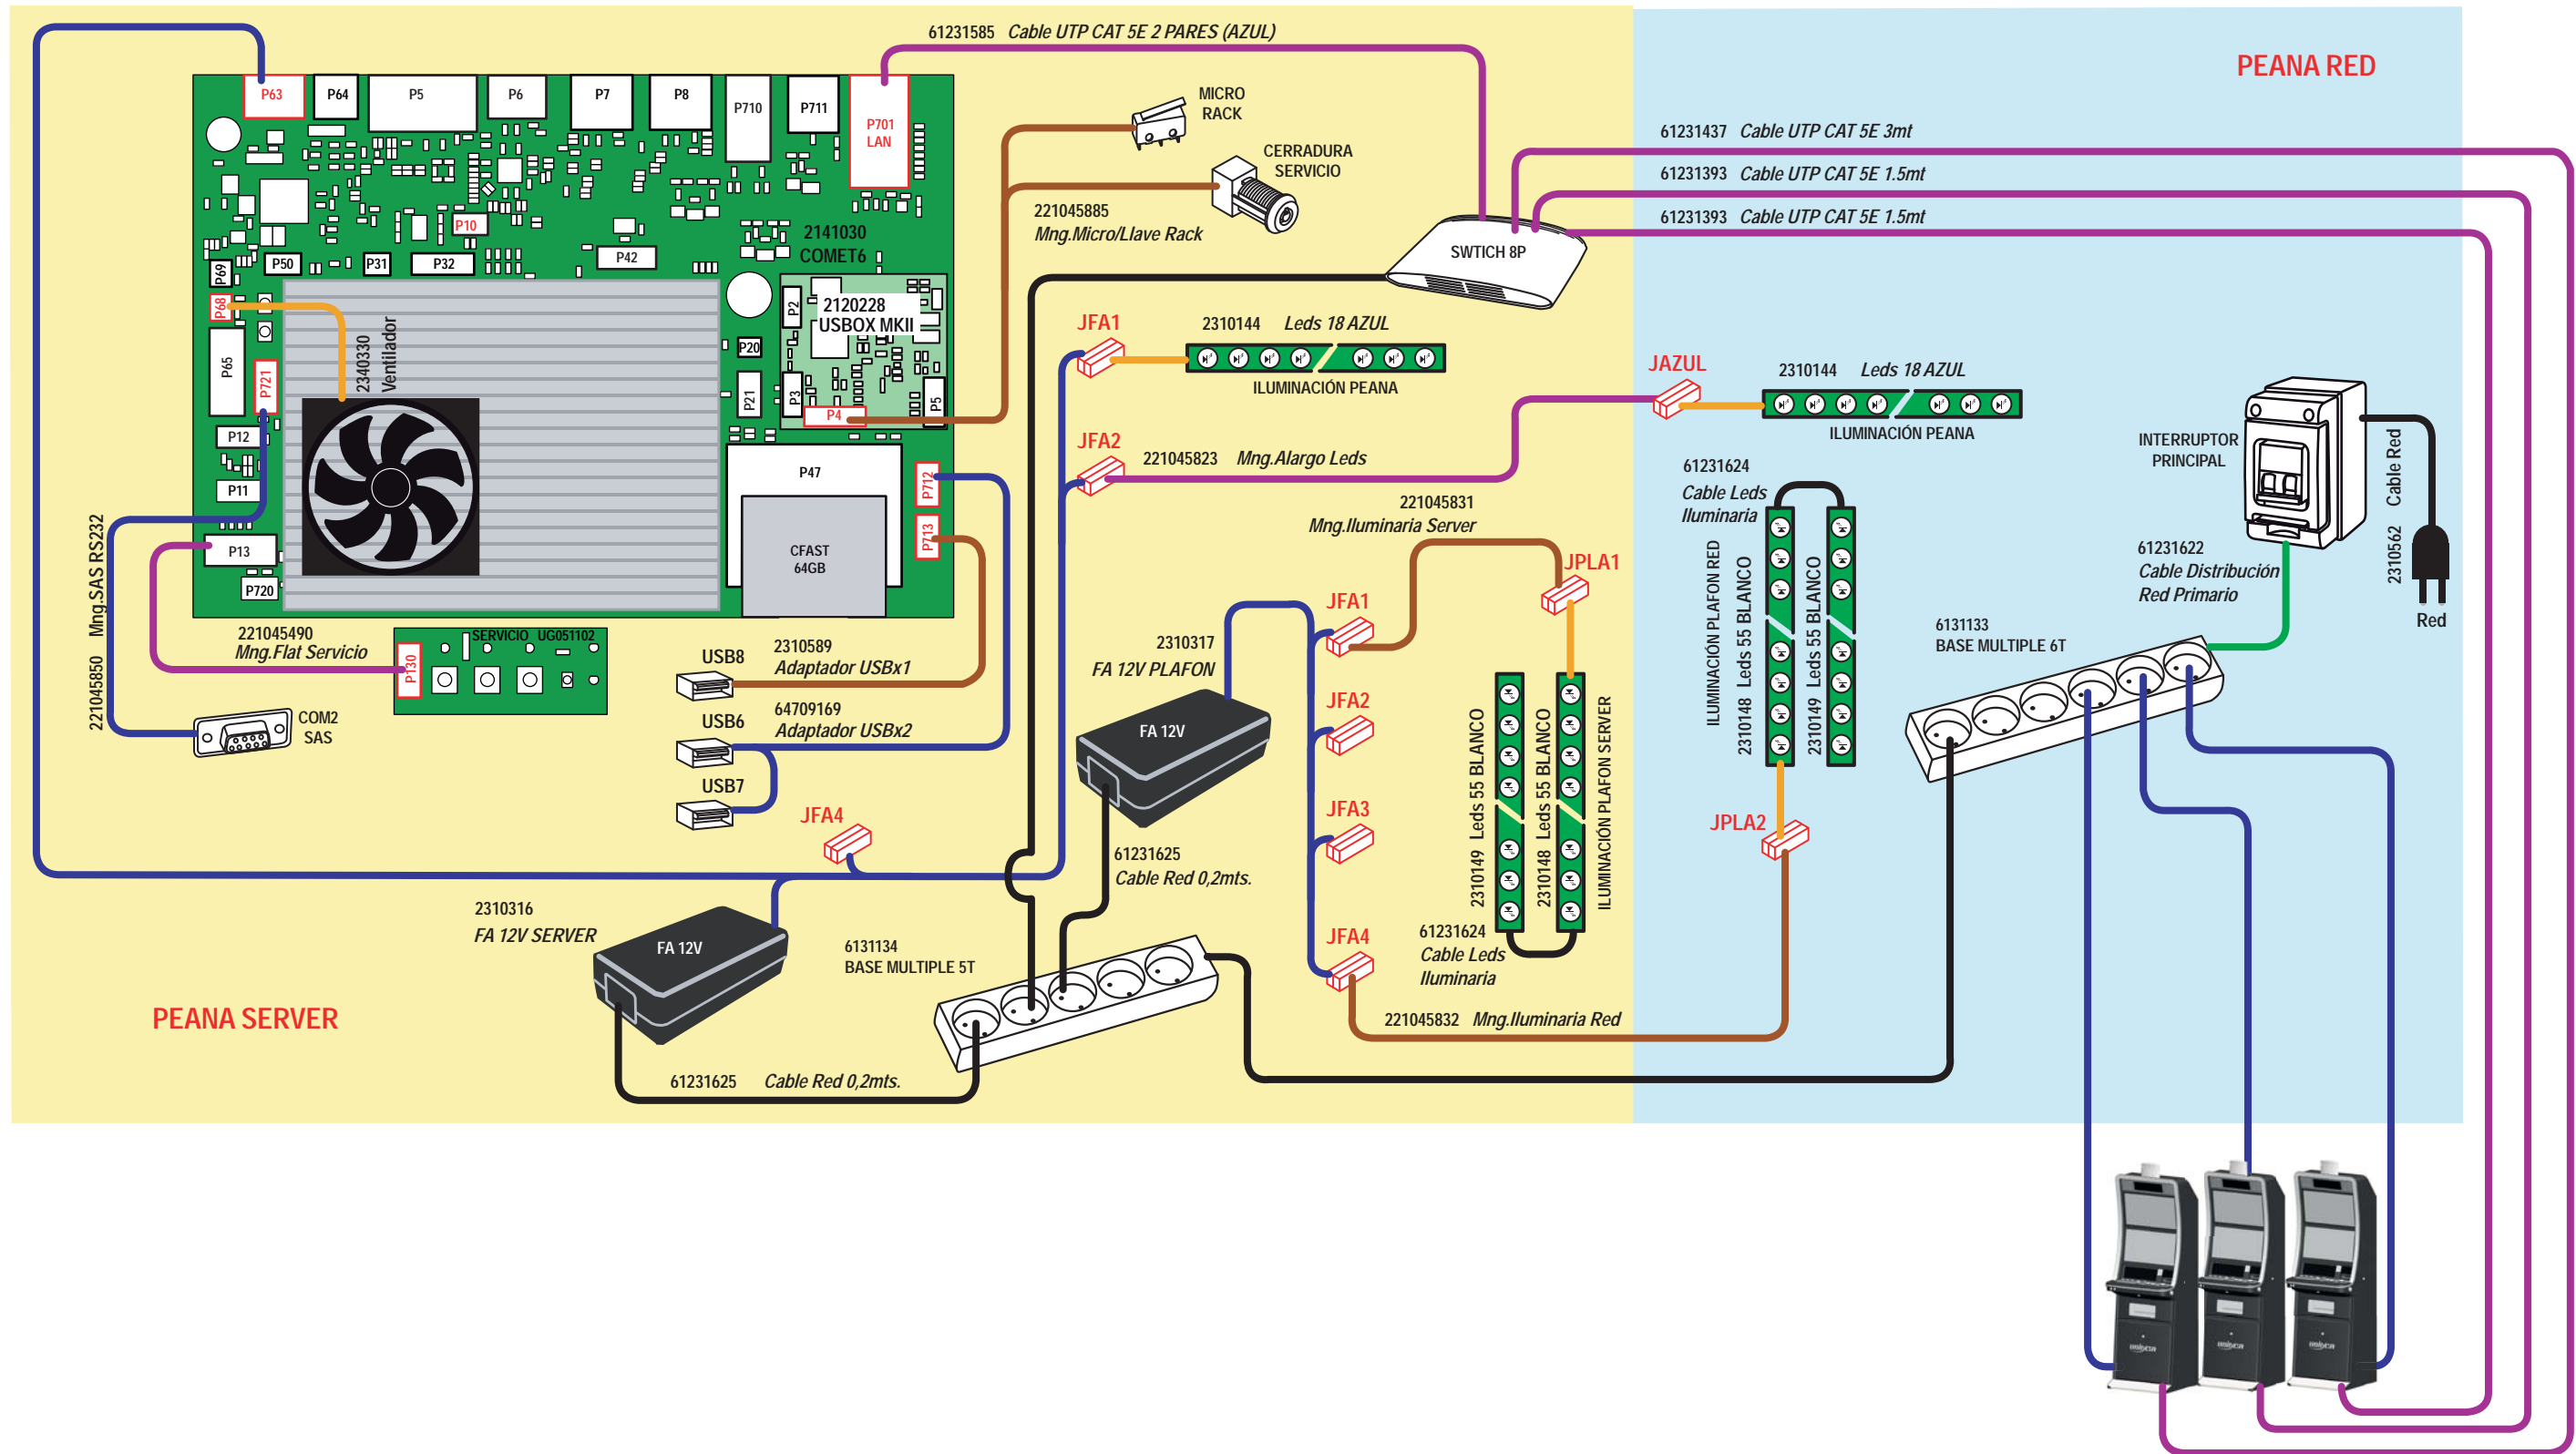 61231585 Cable UTP CAT 5E 2 PARES (AZUL)
PEANA RED
P63
P64
P5
P6
P7
P8
P710
P711
P701
LAN
MICRO
RACK
CERRADURA
SERVICIO
61231437 Cable UTP CAT 5E 3mt
61231393 Cable UTP CAT 5E 1.5mt
61231393 Cable UTP CAT 5E 1.5mt
221045885
Mng.Micro/Llave Rack
SWTICH 8P
P10
2141030
COMET6
P69
P50
P31
P32
P42
P68
2340330
Ventilador
P2
2120228
USBOX MKII
P20
P65
P721
P21
P3
P4
P5
P12
P11
P13
P720
P47
CFAST
64GB
P712
P713
JFA1
2310144 Leds 18 AZUL
ILUMINACIÓN PEANA
JFA2
221045823 Mng.Alargo Leds
JAZUL
2310144 Leds 18 AZUL
ILUMINACIÓN PEANA
INTERRUPTOR
PRINCIPAL
2310562 Cable Red
Red
61231624
Cable Leds
Iluminaria
ILUMINACIÓN PLAFON RED
2310148 Leds 55 BLANCO
2310149 Leds 55 BLANCO
61231622
Cable Distribución
Red Primario
6131133
BASE MULTIPLE 6T
221045831
Mng.Iluminaria Server
JPLA1
221045850 Mng.SAS RS232
221045490
Mng.Flat Servicio
SERVICIO UG051102
P130
COM2
SAS
USB8
2310589
Adaptador USBx1
USB6
64709169
Adaptador USBx2
USB7
JFA4
2310317
FA 12V PLAFON
FA 12V
JFA1
JFA2
JFA3
JFA4
2310149 Leds 55 BLANCO
2310148 Leds 55 BLANCO
ILUMINACIÓN PLAFON SERVER
JPLA2
61231625
Cable Red 0,2mts.
61231624
Cable Leds
Iluminaria
2310316
FA 12V SERVER
FA 12V
6131134
BASE MULTIPLE 5T
221045832 Mng.Iluminaria Red
PEANA SERVER
61231625 Cable Red 0,2mts.